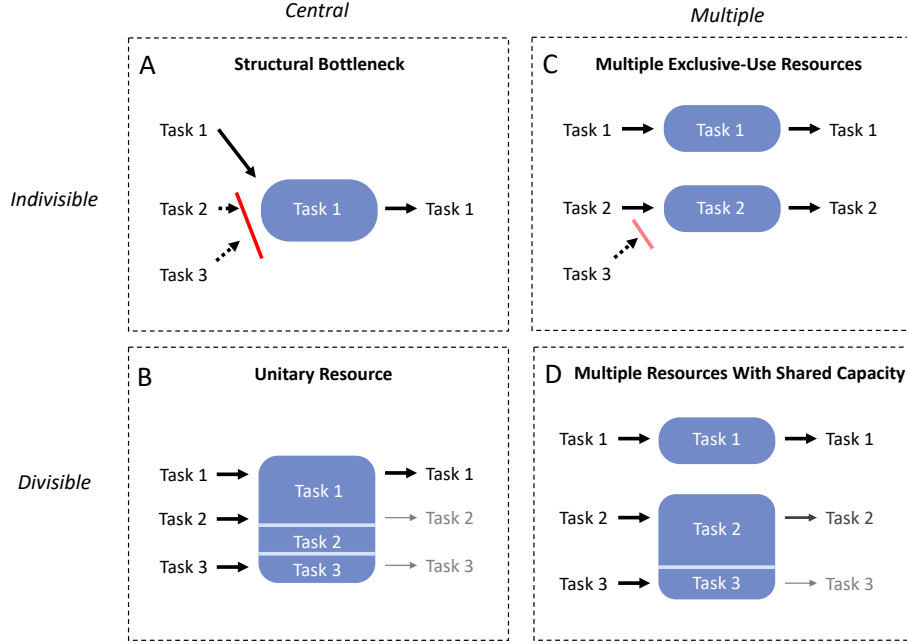 Central
Multiple
Indivisible
Divisible
A
Structural Bottleneck
Task 1
Task 2
Task 3
Task 1
Task 1
C
Multiple Exclusive-Use Resources
Task 1
Task 1
Task 1
Task 2
Task 2
Task 2
Task 3
B
Unitary Resource
Task 1
Task 1
Task 1
Task 2
Task 2
Task 2
Task 3
Task 3
Task 3
D
Multiple Resources With Shared Capacity
Task 1
Task 1
Task 1
Task 2
Task 2
Task 2
Task 3
Task 3
Task 3